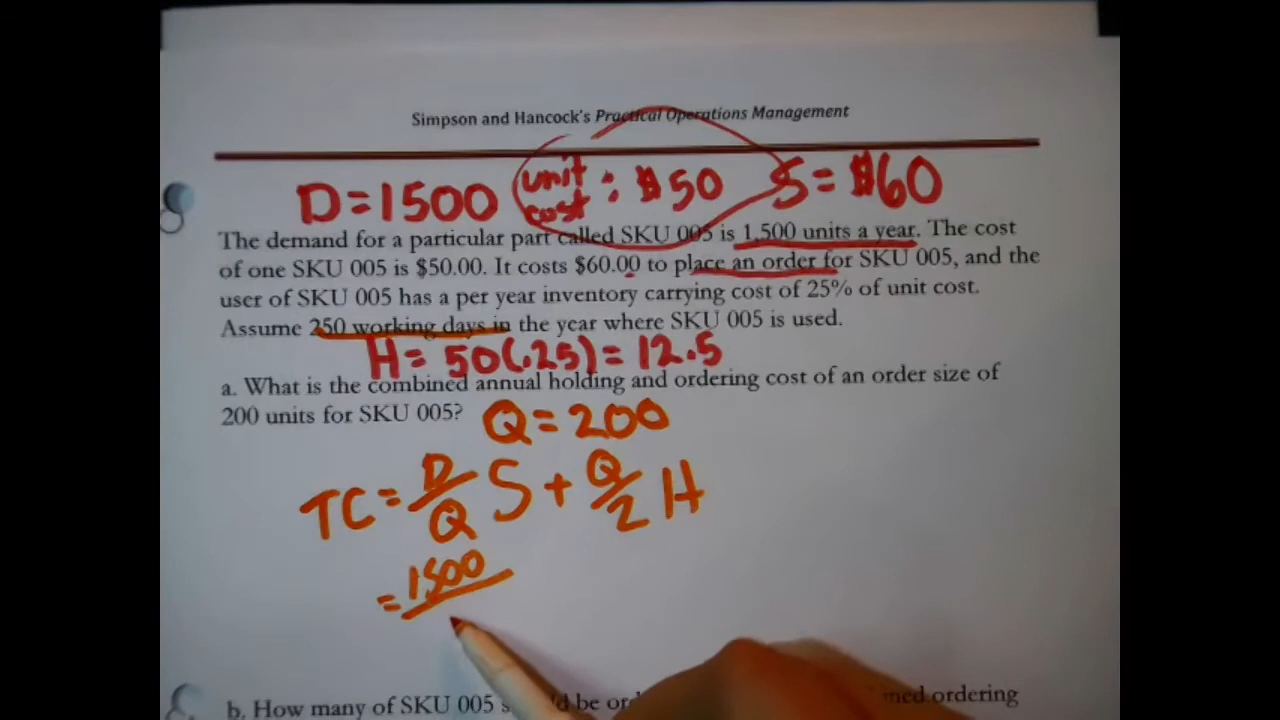 Simpson and Hancock's Practical Operations Management
D=1500 unit cost : $50 S=$60
The demand for a particular part called SKU 005 is 1,500 units a year. The cost
of one SKU 005 is $50.00. It costs $60.00 to place an order for SKU 005, and the
user of SKU 005 has a per year inventory carrying cost of 25% of unit cost.
Assume 250 working days in the year where SKU 005 is used.
H= 50(.25)= 12.5
a. What is the combined annual holding and ordering cost of an order size of
200 units for SKU 005?
Q=200
TC= D/Q S + Q/2 H
= 1500
b. How many of SKU 005 be ordering